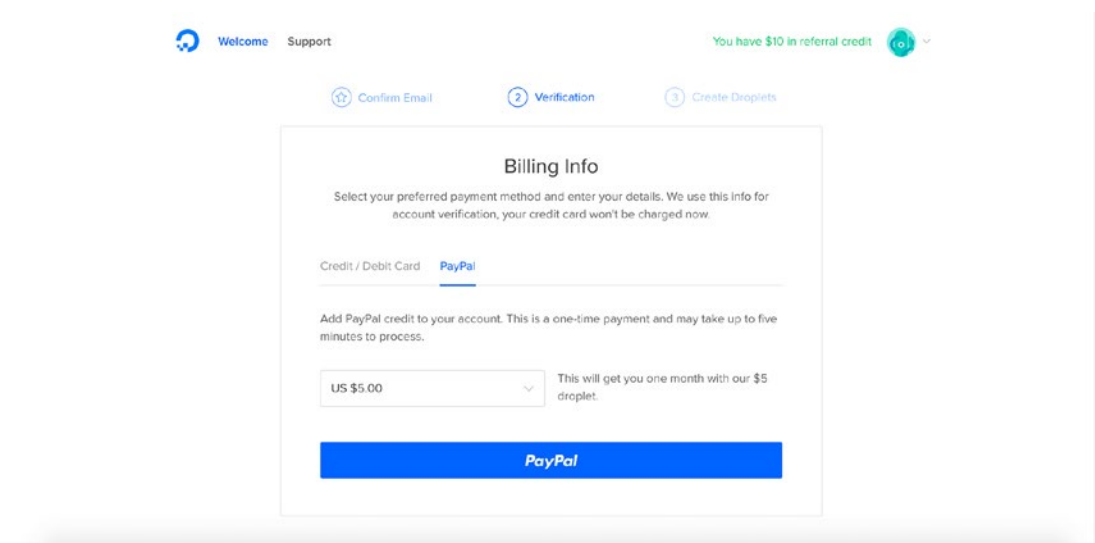 Welcome Support You have $10 in referral credit
Confirm Email 2 Verification 3 Create Droplets
Billing Info
Select your preferred payment method and enter your details. We use this info for
account verification, your credit card won't be charged now.
Credit / Debit Card PayPal
Add PayPal credit to your account. This is a one-time payment and may take up to five
minutes to process.
US $5.00
This will get you one month with our $5
droplet.
PayPal